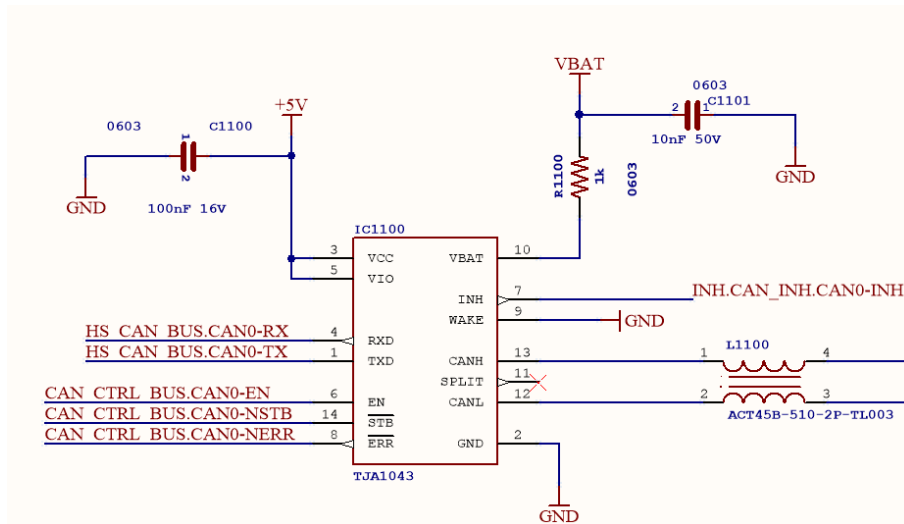 VBAT
0603
C1101
2 1
10nF 50V
GND
+5V
0603
C1100
1
2
100nF 16V
GND
R1100
1k
0603
IC1100
3 VCC
5 VIO
VBAT 10
INH 7
INH.CAN_INH.CAN0-INH
WAKE 9
GND
HS_CAN_BUS.CAN0-RX 4 RXD
HS_CAN_BUS.CAN0-TX 1 TXD
CANH 13
SPLIT 11
CANL 12
L1100
1 4
2 3
ACT45B-510-2P-TL003
CAN_CTRL_BUS.CAN0-EN 6 EN
CAN_CTRL_BUS.CAN0-NSTB 14 STB
CAN_CTRL_BUS.CAN0-NERR 8 ERR
GND 2
TJA1043
GND